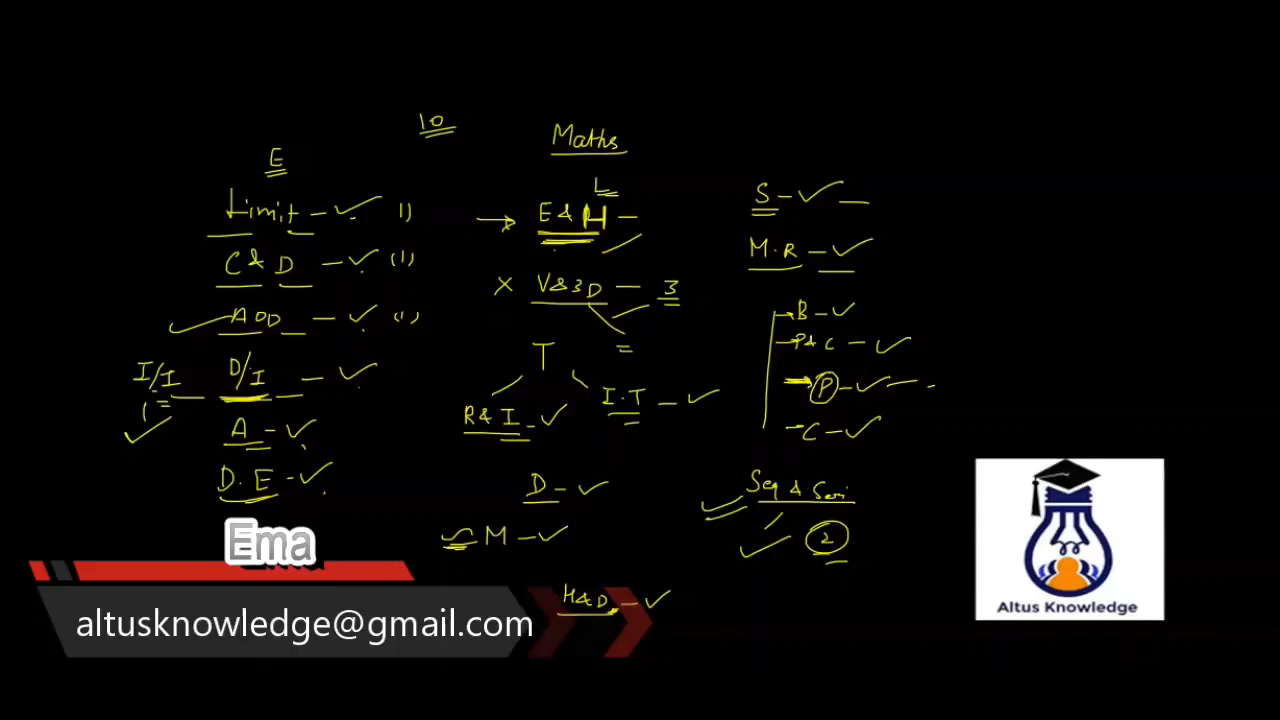 10
Maths
E
Limit - ✓ 1)
C & D - ✓ (1)
AOD - ✓ (1)
I/I D/I - ✓
A - ✓
D.E - ✓
L
→ E & H -
x V&3D - 3
T
R & I - ✓ I.T - ✓
D - ✓
M - ✓
H&D - ✓
S - ✓ -
M.R - ✓
B - ✓
P&C - ✓
P - ✓ -
C - ✓
Seq & Seri
✓ 2
Ema
altusknowledge@gmail.com
Altus Knowledge